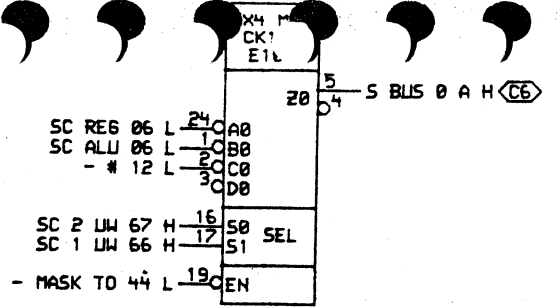 X4 M
CK1
E1
Z0 5 S BUS 0 A H C6
4
SC REG 06 L 24 A0
SC ALU 06 L 1 B0
- # 12 L 2 C0
3 D0
SC 2 UW 67 H 16 S0
SEL
SC 1 UW 66 H 17 S1
- MASK TO 44 L 19 EN